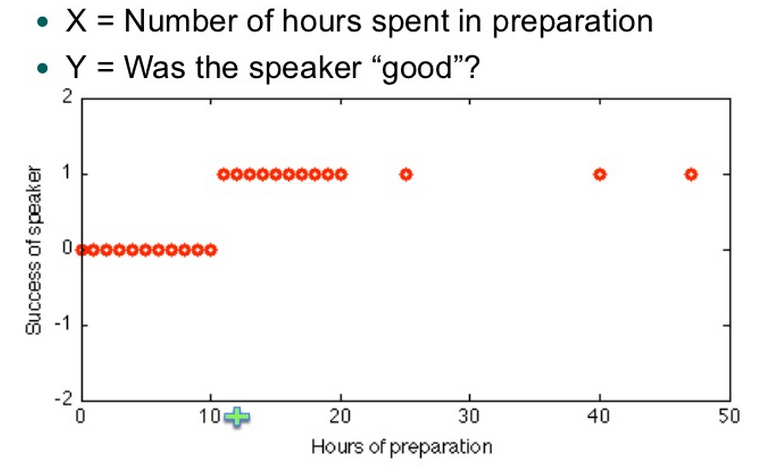 • X = Number of hours spent in preparation
• Y = Was the speaker “good”?
2
1
0
-1
-2
Success of speaker
0 10 20 30 40 50
Hours of preparation